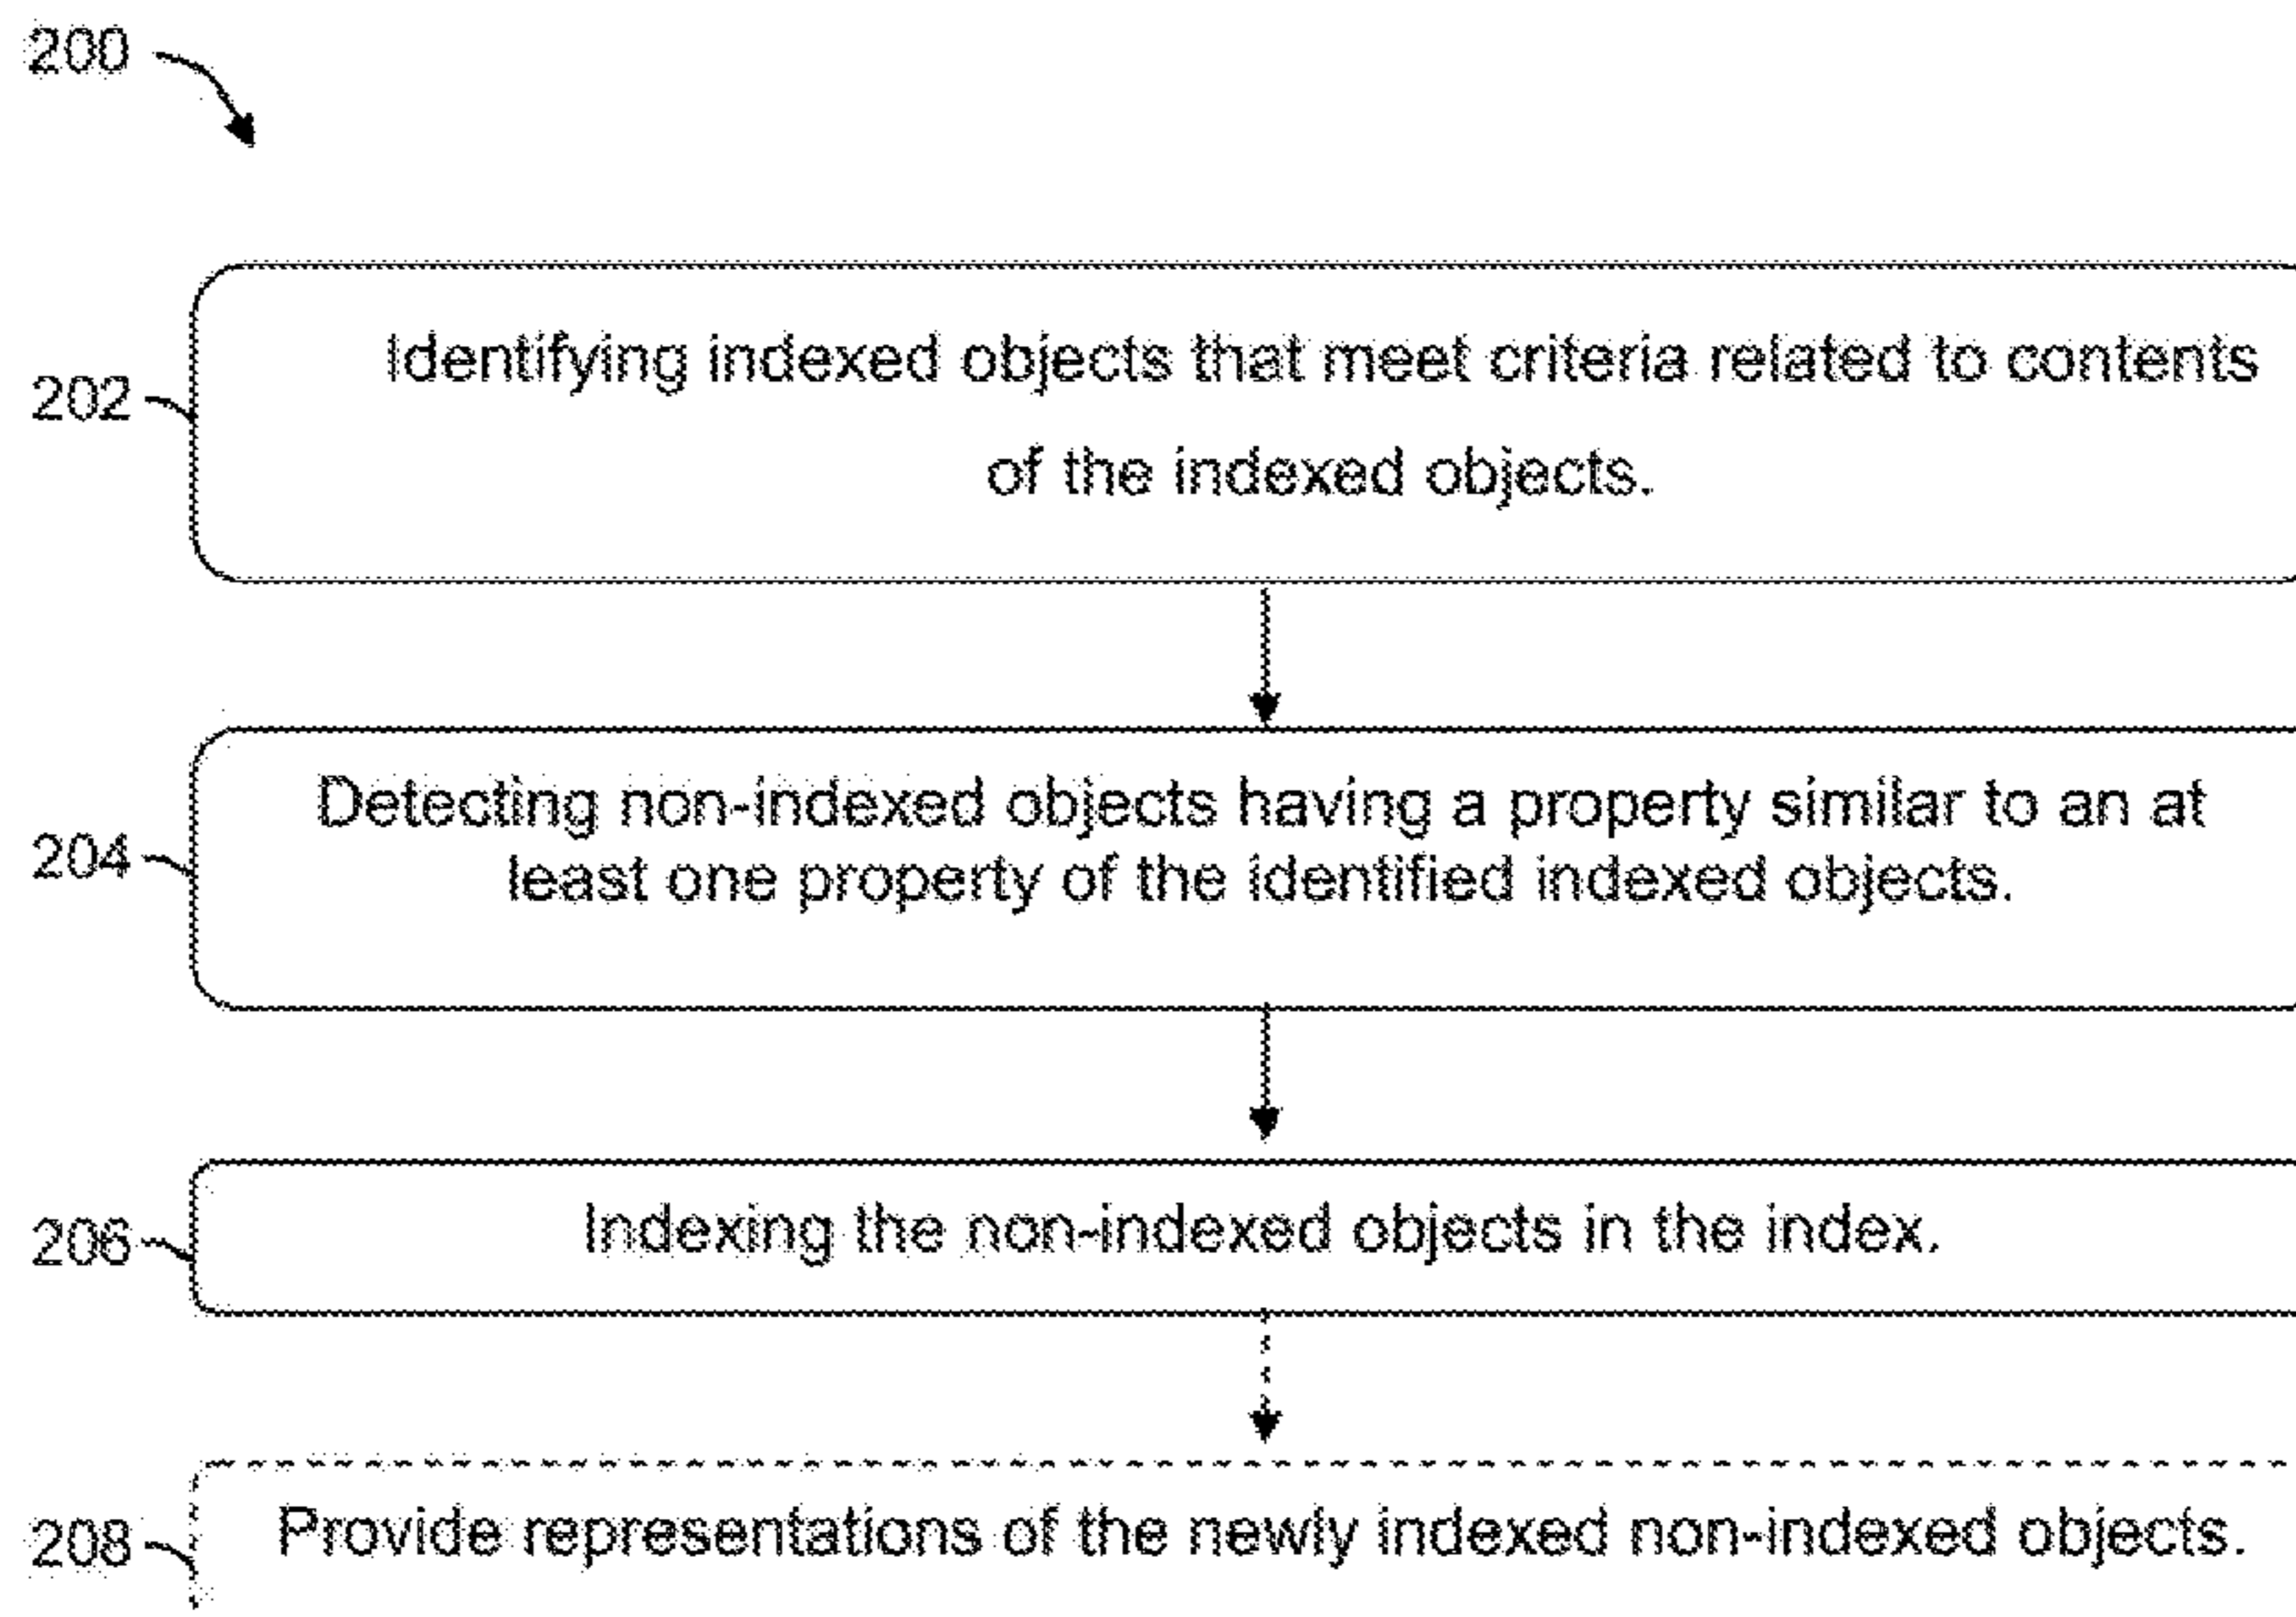 200
202
Identifying indexed objects that meet criteria related to contents
of the indexed objects.
204
Detecting non-indexed objects having a property similar to an at
least one property of the identified indexed objects.
206
Indexing the non-indexed objects in the index.
208
Provide representations of the newly indexed non-indexed objects.